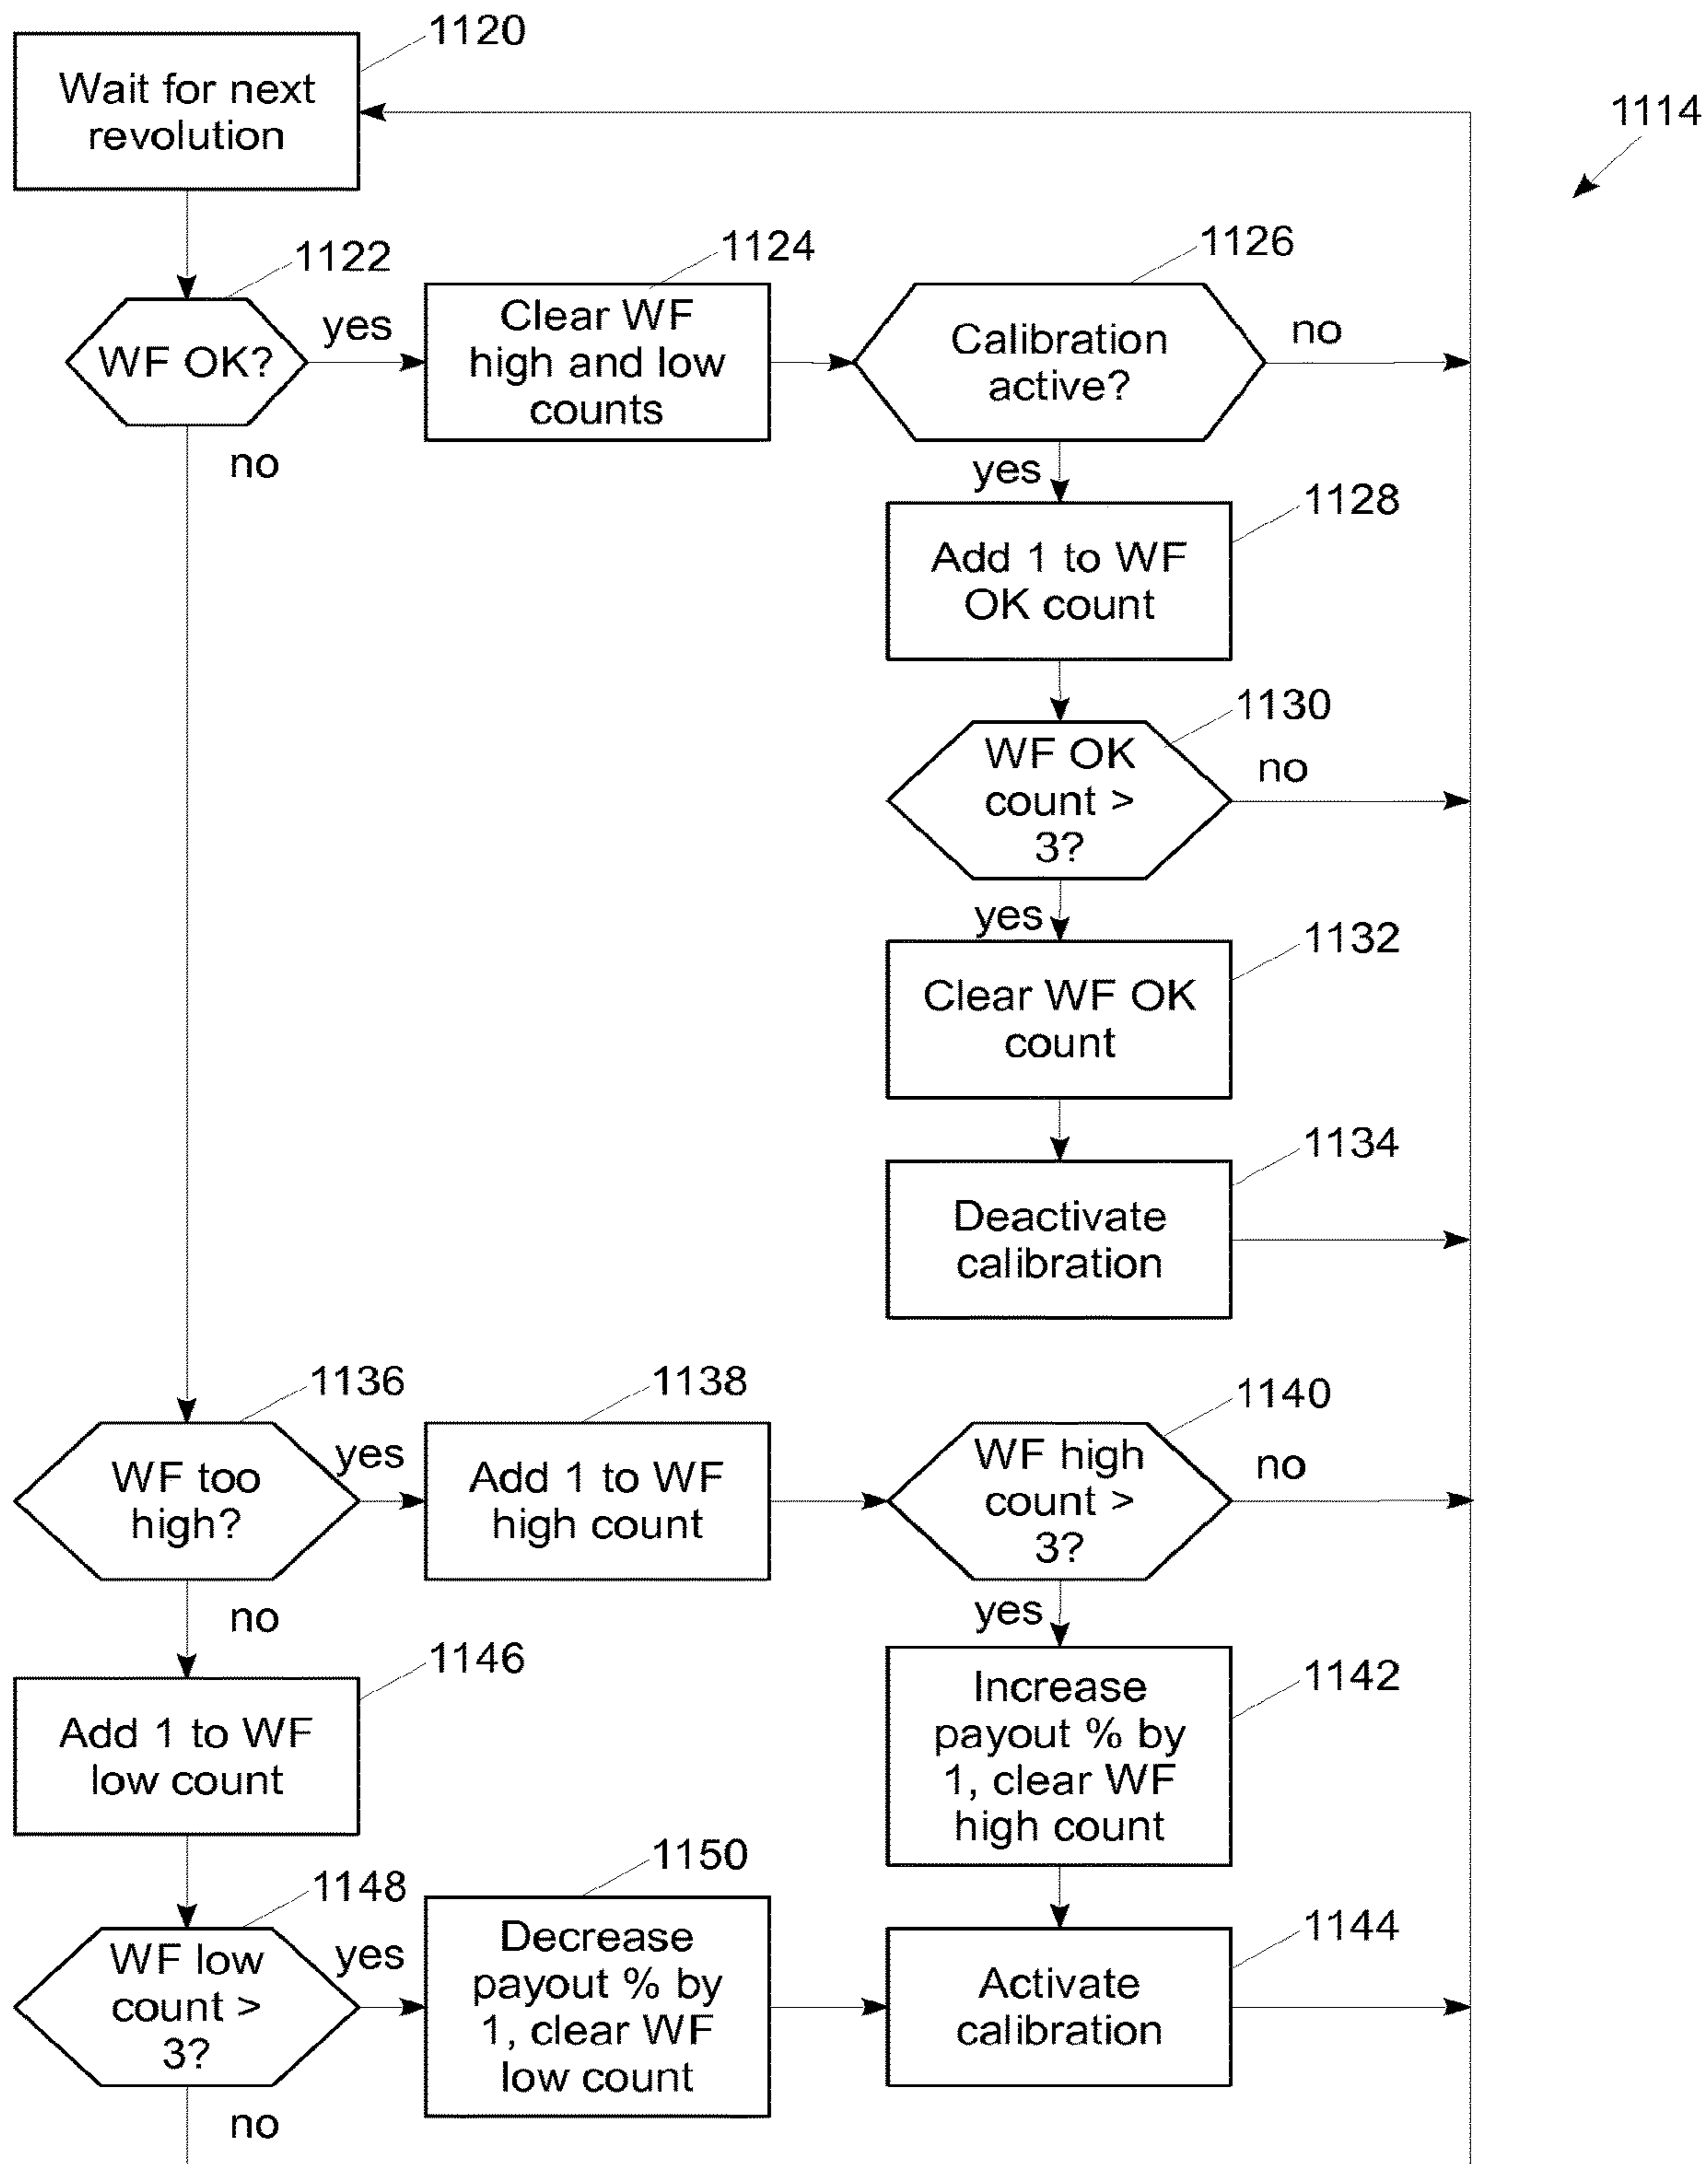 1120
Wait for next
revolution
1114
1122
WF OK?
yes
no
1124
Clear WF
high and low
counts
1126
Calibration
active?
no
yes
1128
Add 1 to WF
OK count
1130
WF OK
count >
3?
no
yes
1132
Clear WF OK
count
1134
Deactivate
calibration
1136
WF too
high?
yes
no
1138
Add 1 to WF
high count
1140
WF high
count >
3?
no
yes
1142
Increase
payout % by
1, clear WF
high count
1146
Add 1 to WF
low count
1148
WF low
count >
3?
yes
no
1150
Decrease
payout % by
1, clear WF
low count
1144
Activate
calibration